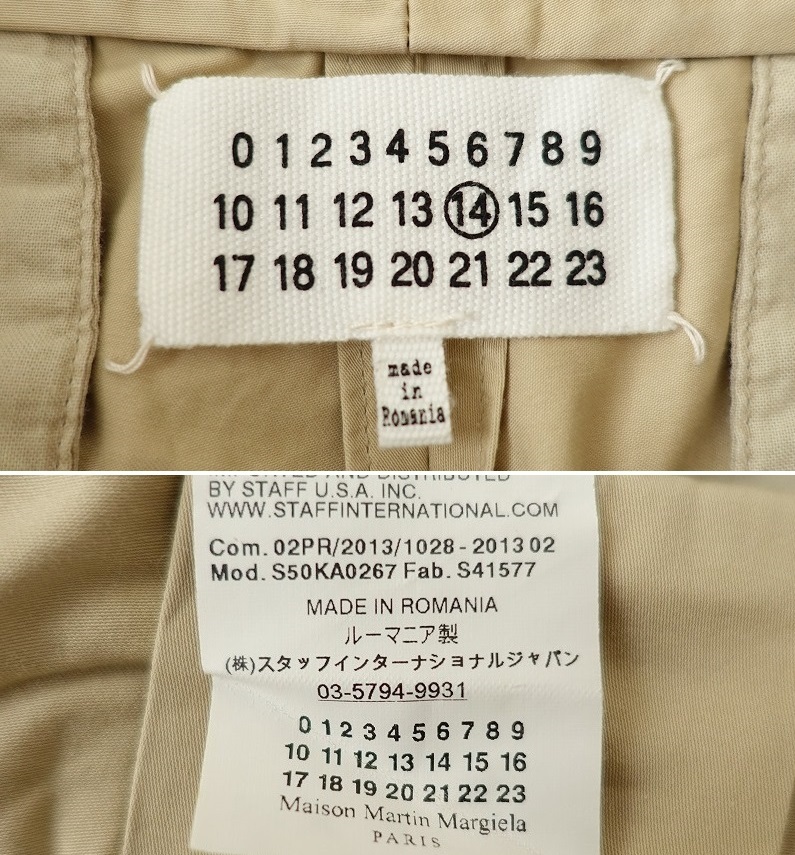 0 1 2 3 4 5 6 7 8 9
10 11 12 13 14 15 16
17 18 19 20 21 22 23
made
in
Romania
IMPORTED AND DISTRIBUTED
BY STAFF U.S.A. INC.
WWW.STAFFINTERNATIONAL.COM
Com. 02PR/2013/1028 - 2013 02
Mod. S50KA0267 Fab. S41577
MADE IN ROMANIA
ルーマニア製
(株)スタッフインターナショナルジャパン
03-5794-9931
0 1 2 3 4 5 6 7 8 9
10 11 12 13 14 15 16
17 18 19 20 21 22 23
Maison Martin Margiela
PARIS